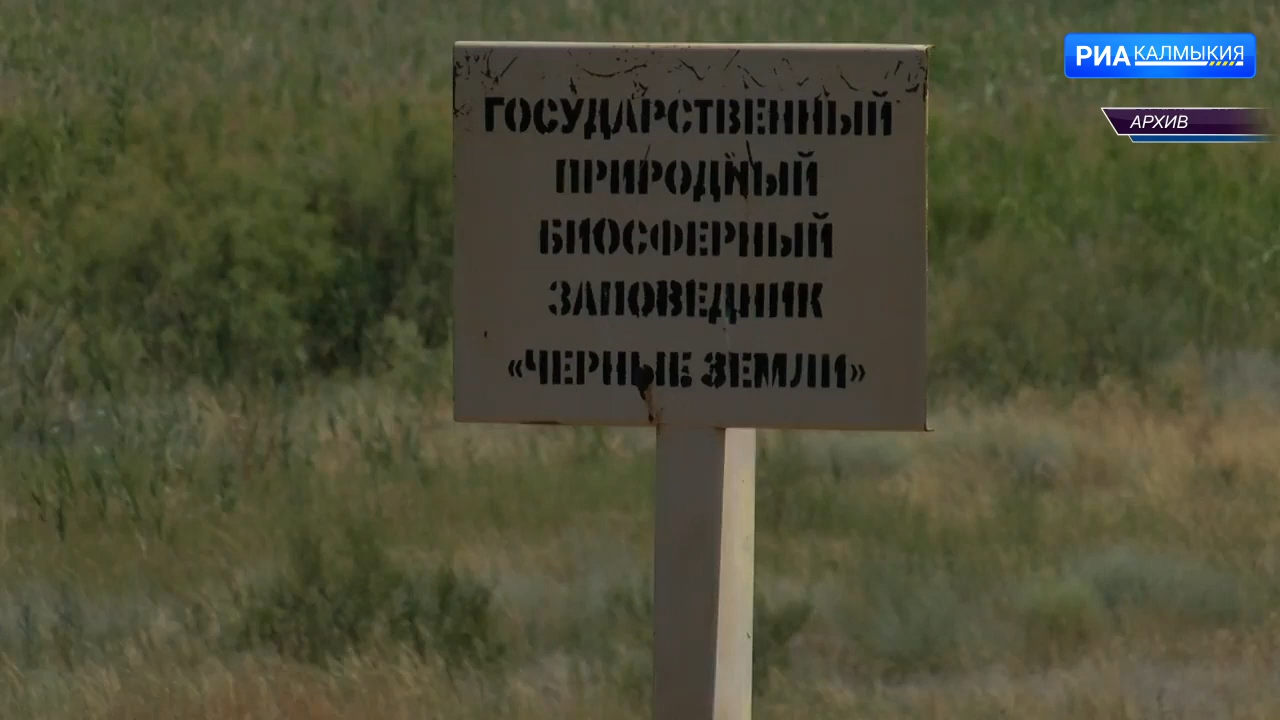 РИА КАЛМЫКИЯ
АРХИВ
ГОСУДАРСТВЕННЫЙ
ПРИРОДНЫЙ
БИОСФЕРНЫЙ
ЗАПОВЕДНИК
«ЧЕРНЫЕ ЗЕМЛИ»